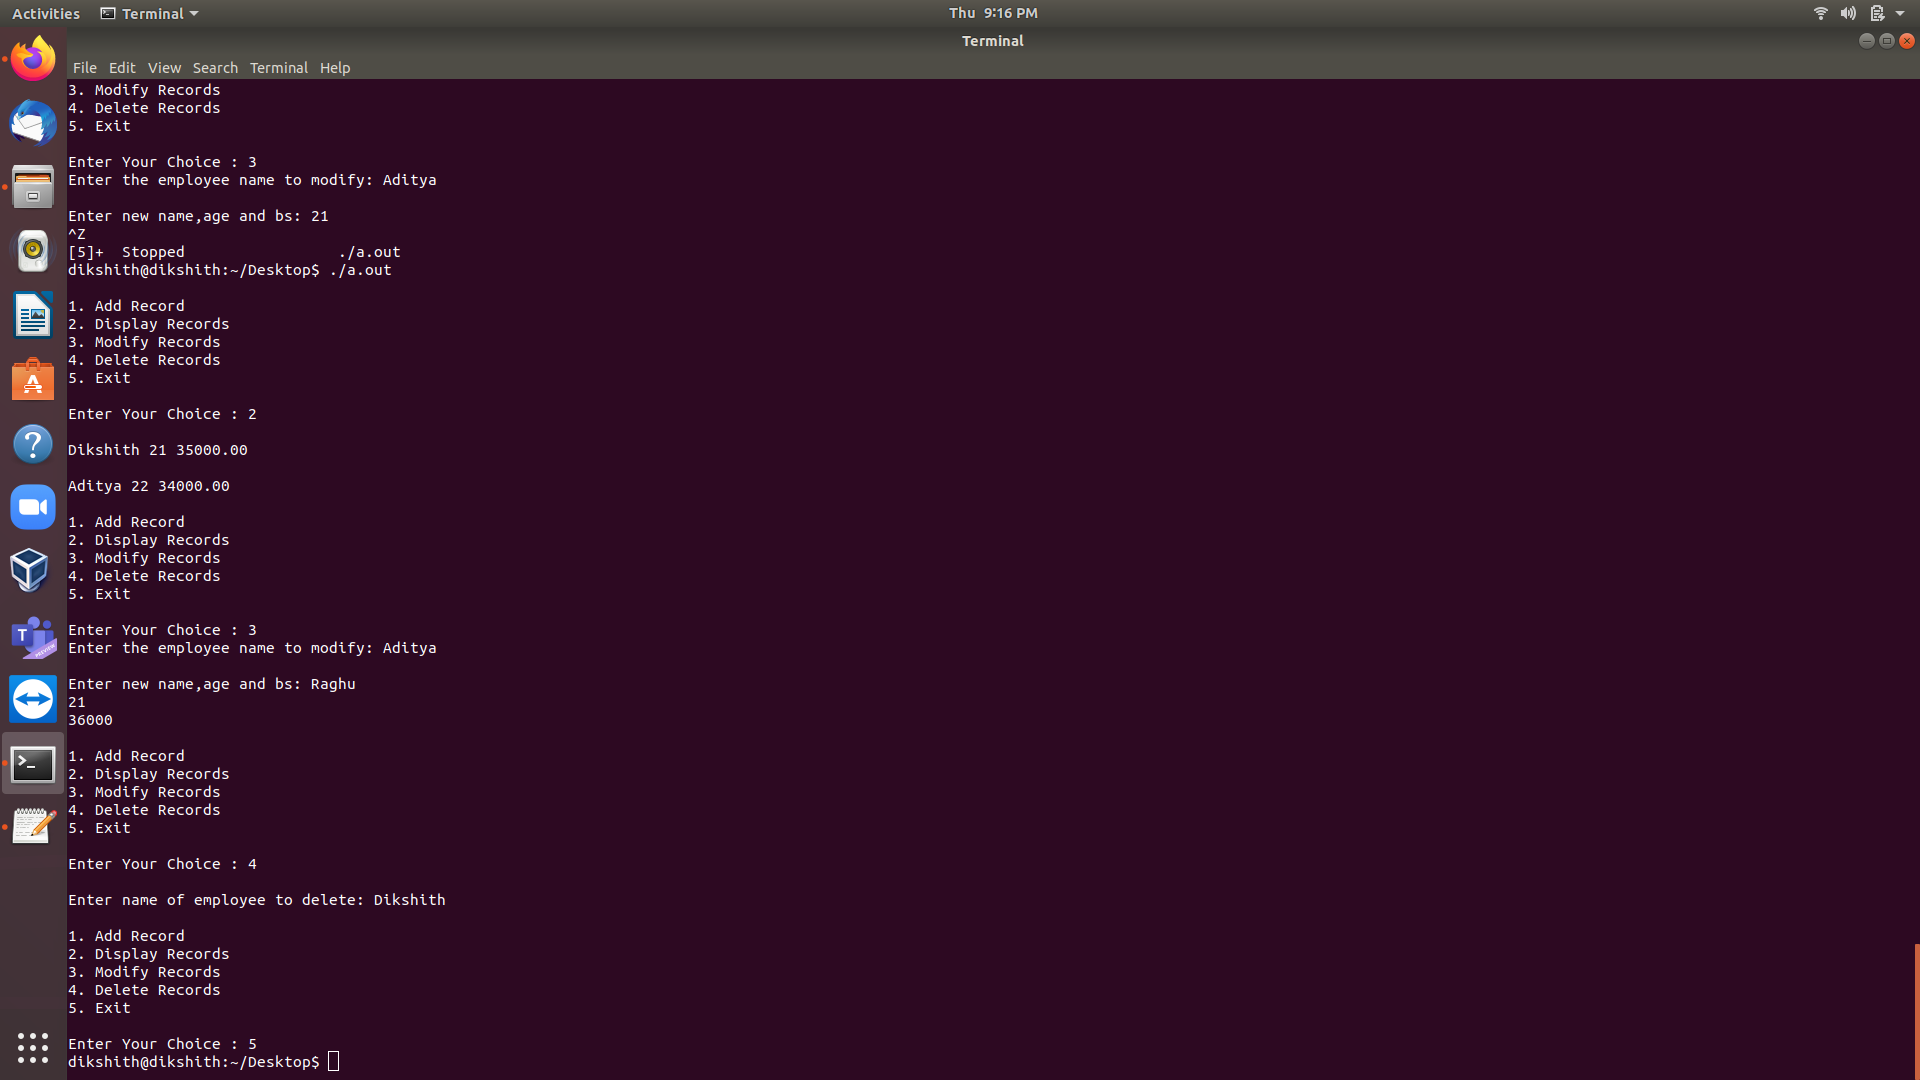 Activities Terminal Thu 9:16 PM
Terminal
File Edit View Search Terminal Help
3. Modify Records
4. Delete Records
5. Exit
Enter Your Choice : 3
Enter the employee name to modify: Aditya
Enter new name,age and bs: 21
^Z
[5]+  Stopped                 ./a.out
dikshith@dikshith:~/Desktop$ ./a.out
1. Add Record
2. Display Records
3. Modify Records
4. Delete Records
5. Exit
Enter Your Choice : 2
Dikshith 21 35000.00
Aditya 22 34000.00
1. Add Record
2. Display Records
3. Modify Records
4. Delete Records
5. Exit
Enter Your Choice : 3
Enter the employee name to modify: Aditya
Enter new name,age and bs: Raghu
21
36000
1. Add Record
2. Display Records
3. Modify Records
4. Delete Records
5. Exit
Enter Your Choice : 4
Enter name of employee to delete: Dikshith
1. Add Record
2. Display Records
3. Modify Records
4. Delete Records
5. Exit
Enter Your Choice : 5
dikshith@dikshith:~/Desktop$